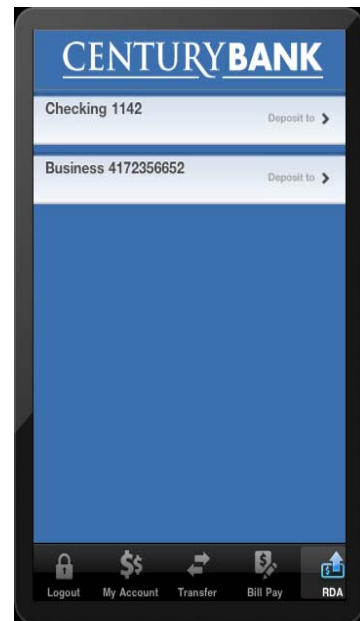 CENTURYBANK
Checking 1142
Deposit to
Business 4172356652
Deposit to
Logout My Account Transfer Bill Pay RDA